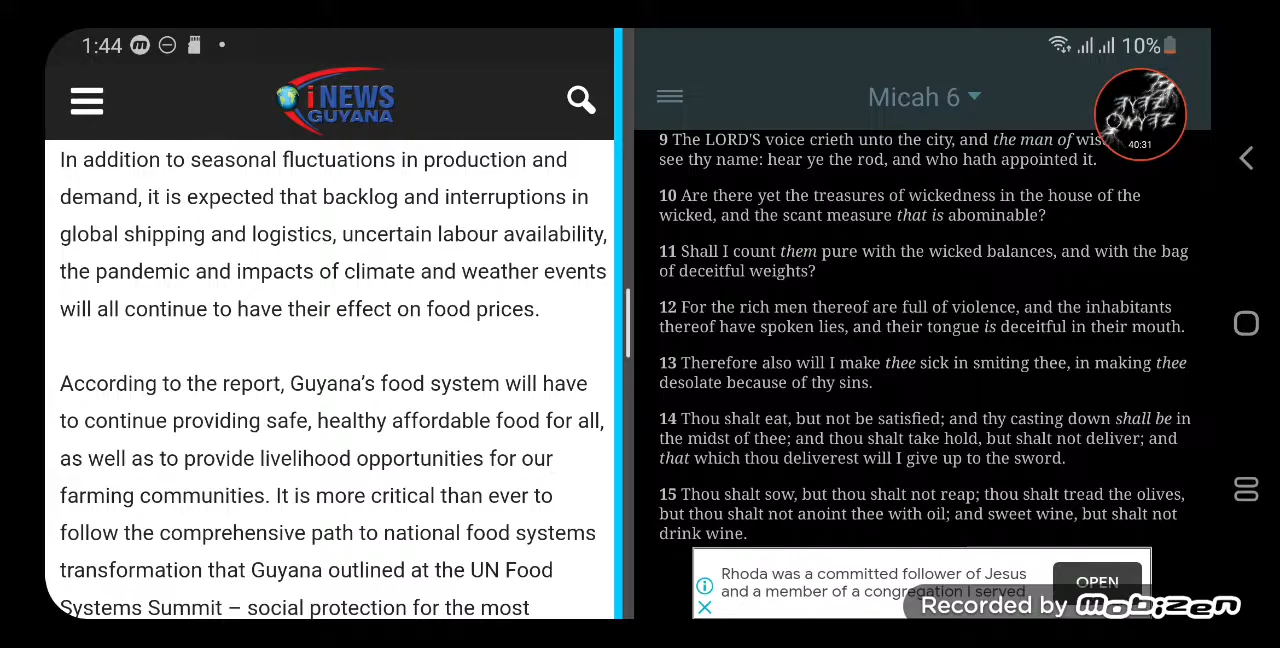 1:44
10%
i NEWS
GUYANA
In addition to seasonal fluctuations in production and
demand, it is expected that backlog and interruptions in
global shipping and logistics, uncertain labour availability,
the pandemic and impacts of climate and weather events
will all continue to have their effect on food prices.
According to the report, Guyana’s food system will have
to continue providing safe, healthy affordable food for all,
as well as to provide livelihood opportunities for our
farming communities. It is more critical than ever to
follow the comprehensive path to national food systems
transformation that Guyana outlined at the UN Food
Systems Summit – social protection for the most
Micah 6
40:31
9 The LORD'S voice crieth unto the city, and the man of
see thy name: hear ye the rod, and who hath appointed it.
10 Are there yet the treasures of wickedness in the house of the
wicked, and the scant measure that is abominable?
11 Shall I count them pure with the wicked balances, and with the bag
of deceitful weights?
12 For the rich men thereof are full of violence, and the inhabitants
thereof have spoken lies, and their tongue is deceitful in their mouth.
13 Therefore also will I make thee sick in smiting thee, in making thee
desolate because of thy sins.
14 Thou shalt eat, but not be satisfied; and thy casting down shall be in
the midst of thee; and thou shalt take hold, but shalt not deliver; and
that which thou deliverest will I give up to the sword.
15 Thou shalt sow, but thou shalt not reap; thou shalt tread the olives,
but thou shalt not anoint thee with oil; and sweet wine, but shalt not
drink wine.
Rhoda was a committed follower of Jesus
and a member of a congregation I served
OPEN
Recorded by Mobizen